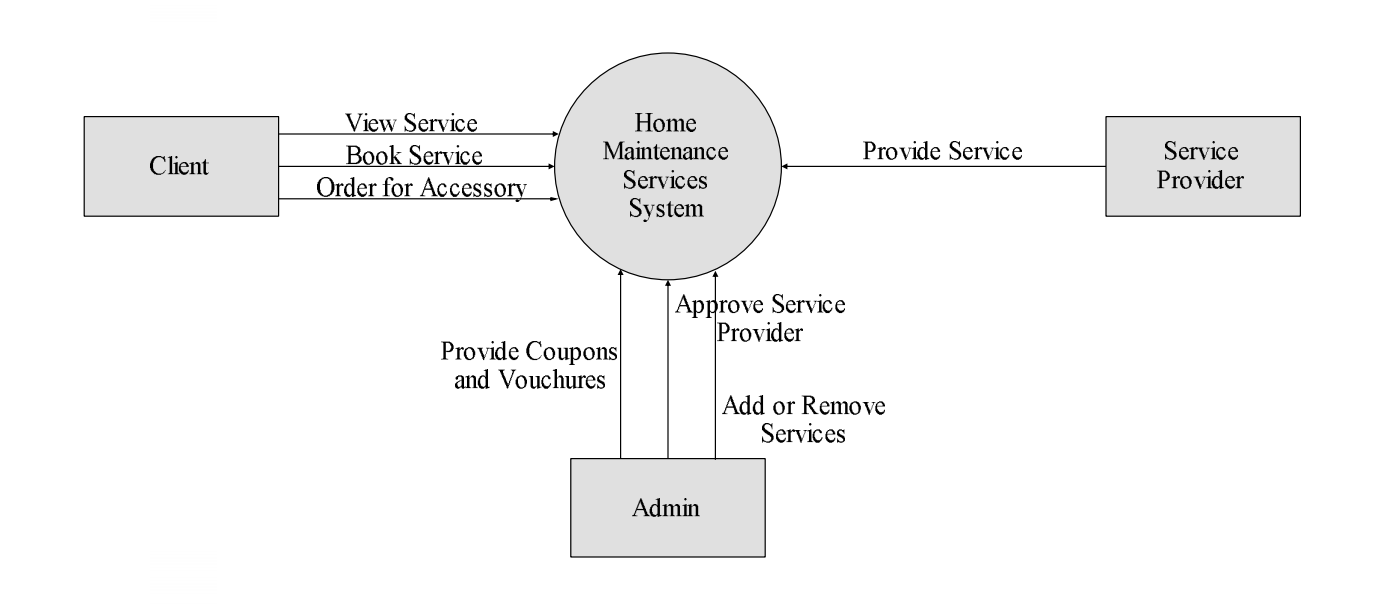 Client
View Service
Book Service
Order for Accessory
Home
Maintenance
Services
System
Provide Service
Service
Provider
Approve Service
Provider
Provide Coupons
and Vouchures
Add or Remove
Services
Admin